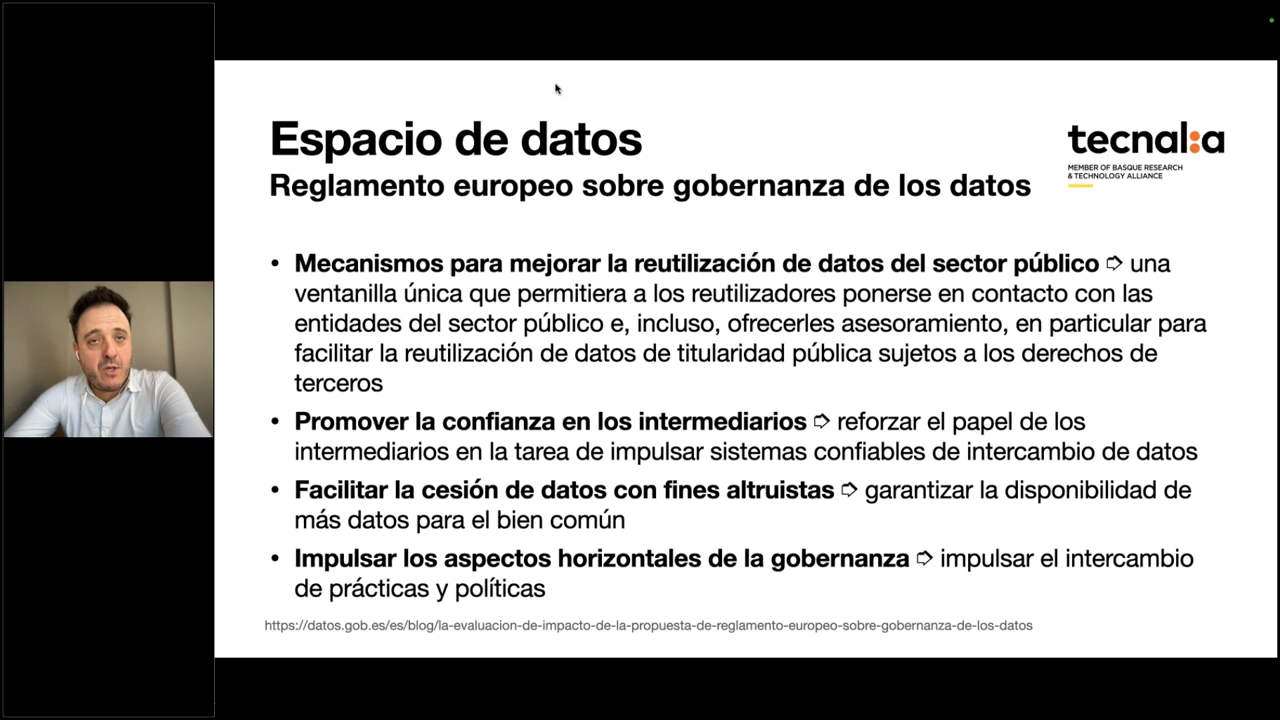 Espacio de datos
Reglamento europeo sobre gobernanza de los datos
tecnal:a
MEMBER OF BASQUE RESEARCH
& TECHNOLOGY ALLIANCE
• Mecanismos para mejorar la reutilización de datos del sector público ➩ una
ventanilla única que permitiera a los reutilizadores ponerse en contacto con las
entidades del sector público e, incluso, ofrecerles asesoramiento, en particular para
facilitar la reutilización de datos de titularidad pública sujetos a los derechos de
terceros
• Promover la confianza en los intermediarios ➩ reforzar el papel de los
intermediarios en la tarea de impulsar sistemas confiables de intercambio de datos
• Facilitar la cesión de datos con fines altruistas ➩ garantizar la disponibilidad de
más datos para el bien común
• Impulsar los aspectos horizontales de la gobernanza ➩ impulsar el intercambio
de prácticas y políticas
https://datos.gob.es/es/blog/la-evaluacion-de-impacto-de-la-propuesta-de-reglamento-europeo-sobre-gobernanza-de-los-datos